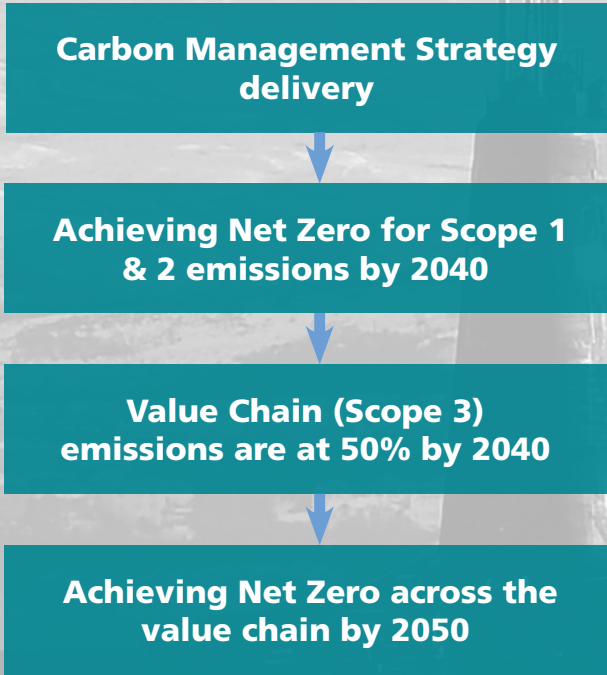 Carbon Management Strategy
delivery
Achieving Net Zero for Scope 1
& 2 emissions by 2040
Value Chain (Scope 3)
emissions are at 50% by 2040
Achieving Net Zero across the
value chain by 2050